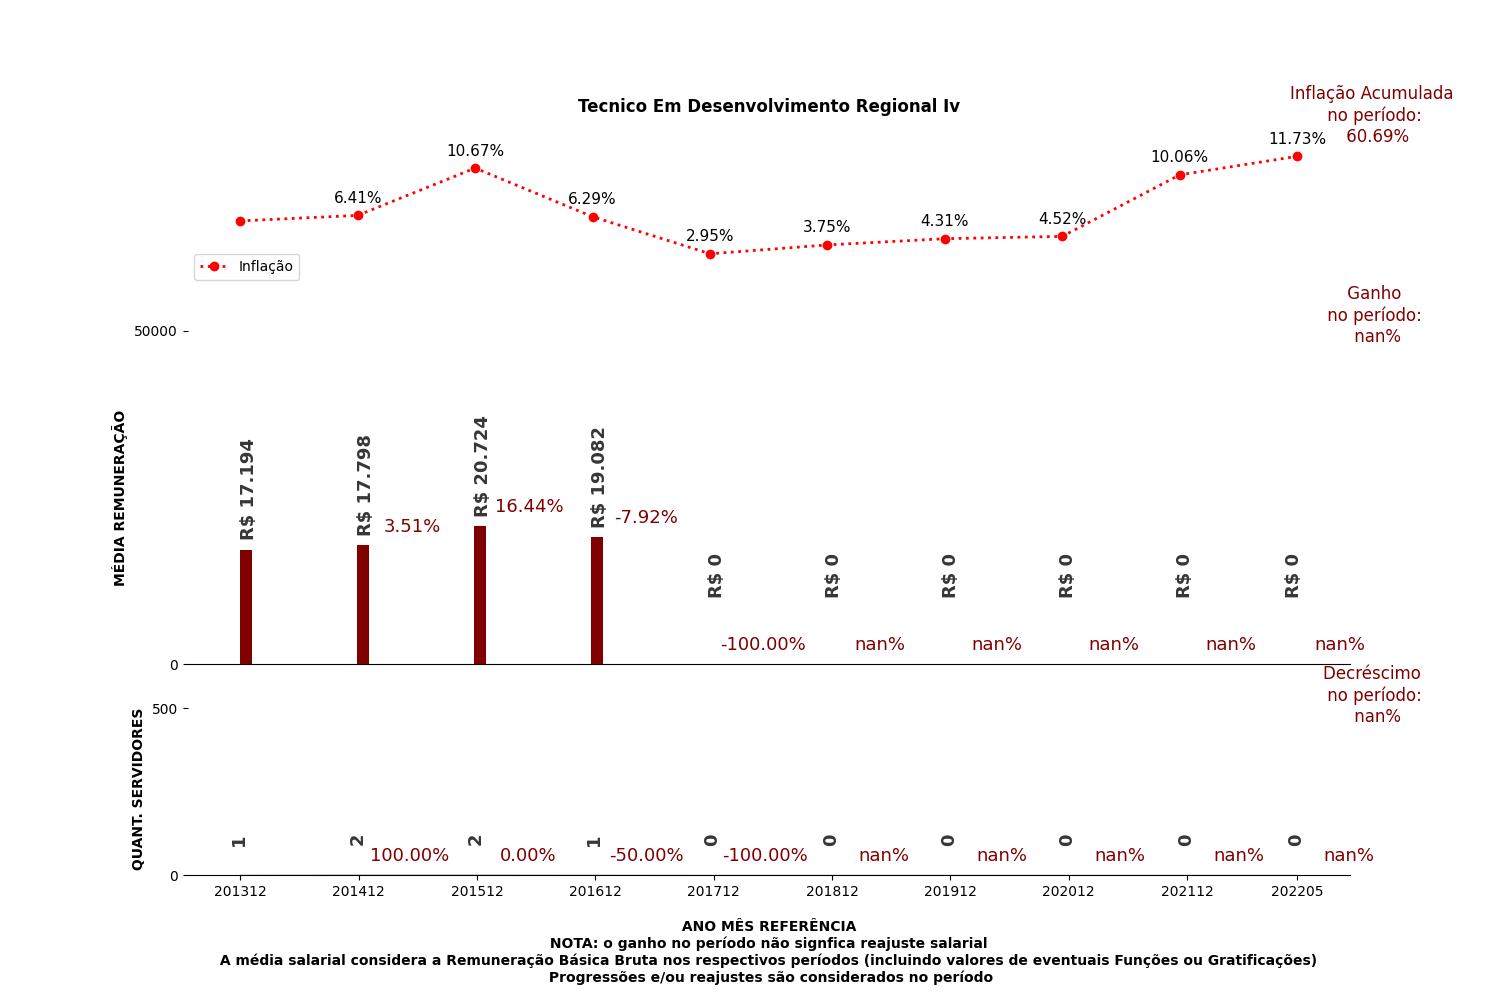 Tecnico Em Desenvolvimento Regional Iv
Inflação Acumulada
no período:
60.69%
6.41%
10.67%
6.29%
2.95%
3.75%
4.31%
4.52%
10.06%
11.73%
Inflação
Ganho
no período:
nan%
50000
0
MÉDIA REMUNERAÇÃO
R$ 17.194
R$ 17.798
R$ 20.724
R$ 19.082
R$ 0
R$ 0
R$ 0
R$ 0
R$ 0
R$ 0
3.51%
16.44%
-7.92%
-100.00%
nan%
nan%
nan%
nan%
nan%
Decréscimo
no período:
nan%
500
0
QUANT. SERVIDORES
1
2
2
1
0
0
0
0
0
0
100.00%
0.00%
-50.00%
-100.00%
nan%
nan%
nan%
nan%
nan%
201312
201412
201512
201612
201712
201812
201912
202012
202112
202205
ANO MÊS REFERÊNCIA
NOTA: o ganho no período não signfica reajuste salarial
A média salarial considera a Remuneração Básica Bruta nos respectivos períodos (incluindo valores de eventuais Funções ou Gratificações)
Progressões e/ou reajustes são considerados no período